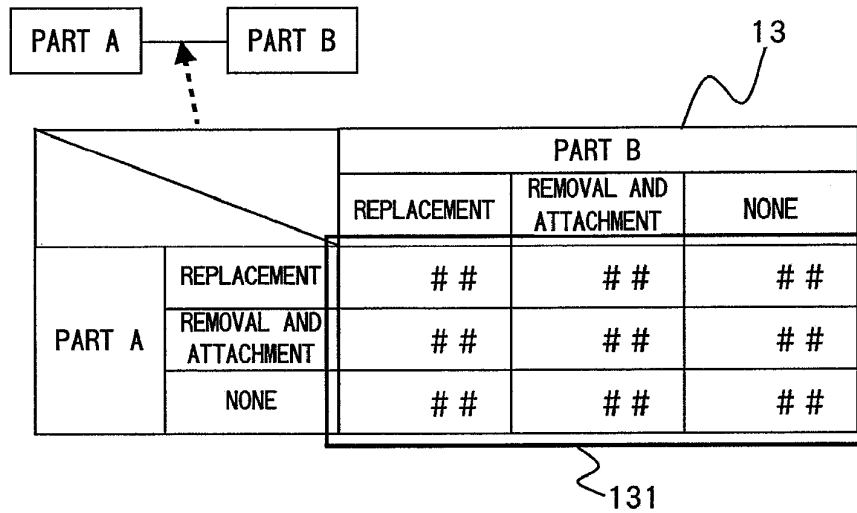 PART A
PART B
13
PART B
REPLACEMENT
REMOVAL AND
ATTACHMENT
NONE
PART A
REPLACEMENT
# #
# #
# #
REMOVAL AND
ATTACHMENT
# #
# #
# #
NONE
# #
# #
# #
131